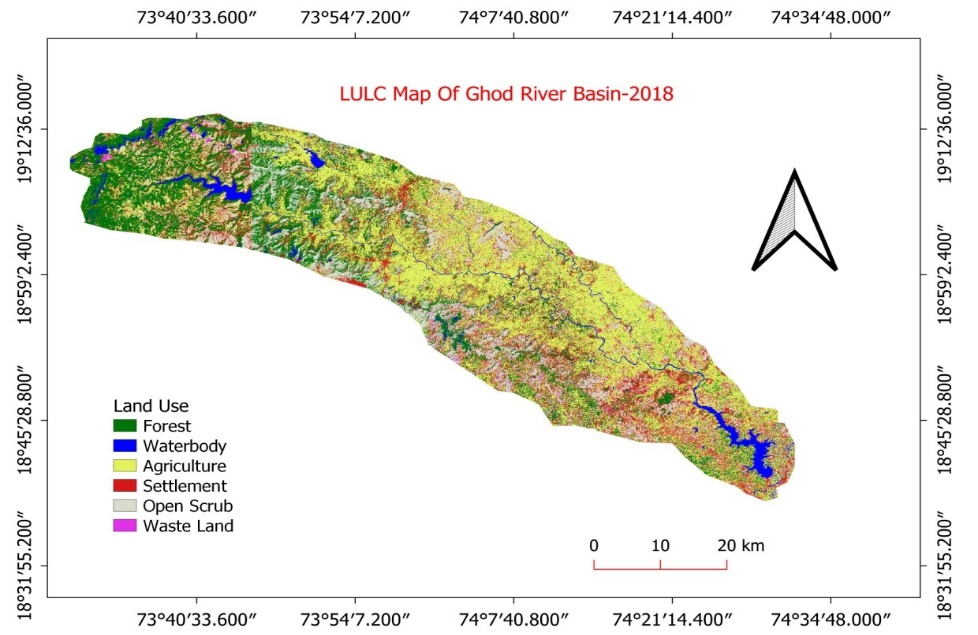 73°40′33.600″ 73°54′7.200″ 74°7′40.800″ 74°21′14.400″ 74°34′48.000″
LULC Map Of Ghod River Basin-2018
19°12′36.000″ 19°12′36.000″
18°59′2.400″ 18°59′2.400″
18°45′28.800″ 18°45′28.800″
18°31′55.200″ 18°31′55.200″
Land Use
Forest
Waterbody
Agriculture
Settlement
Open Scrub
Waste Land
0 10 20 km
73°40′33.600″ 73°54′7.200″ 74°7′40.800″ 74°21′14.400″ 74°34′48.000″